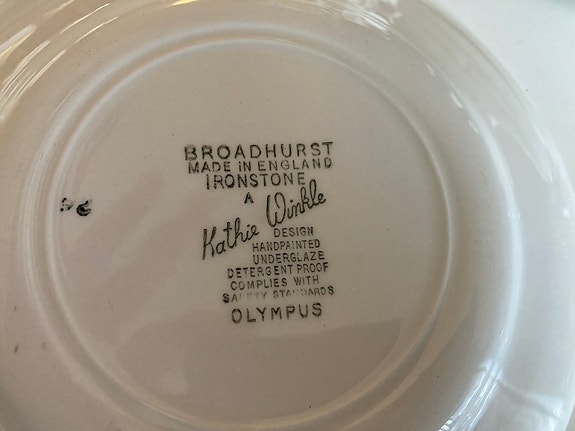 BROADHURST
MADE IN ENGLAND
IRONSTONE
A
Kathie Winkle
DESIGN
HANDPAINTED
UNDERGLAZE
DETERGENT PROOF
COMPLIES WITH
SAFETY STANDARDS
OLYMPUS